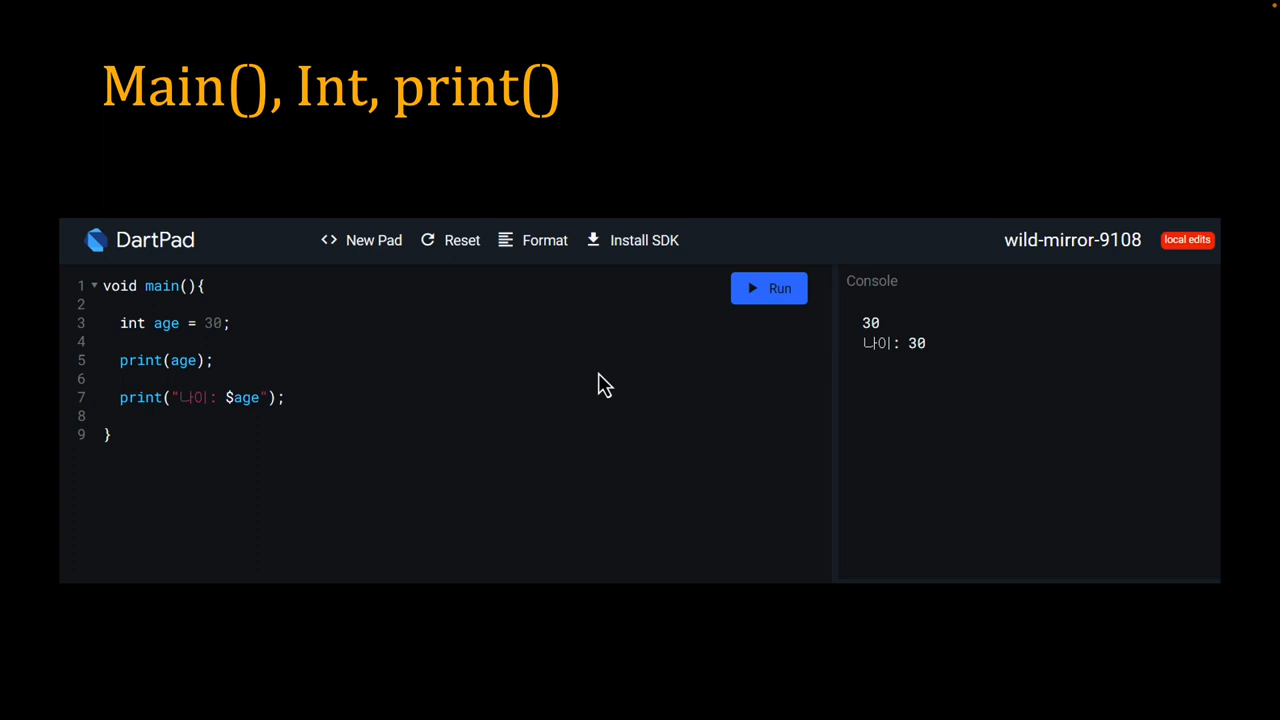 Main(), Int, print()
DartPad
<> New Pad
Reset
Format
Install SDK
wild-mirror-9108
local edits
1 void main(){
2
3 int age = 30;
4
5 print(age);
6
7 print("나이: $age");
8
9 }
Run
Console
30
나이: 30